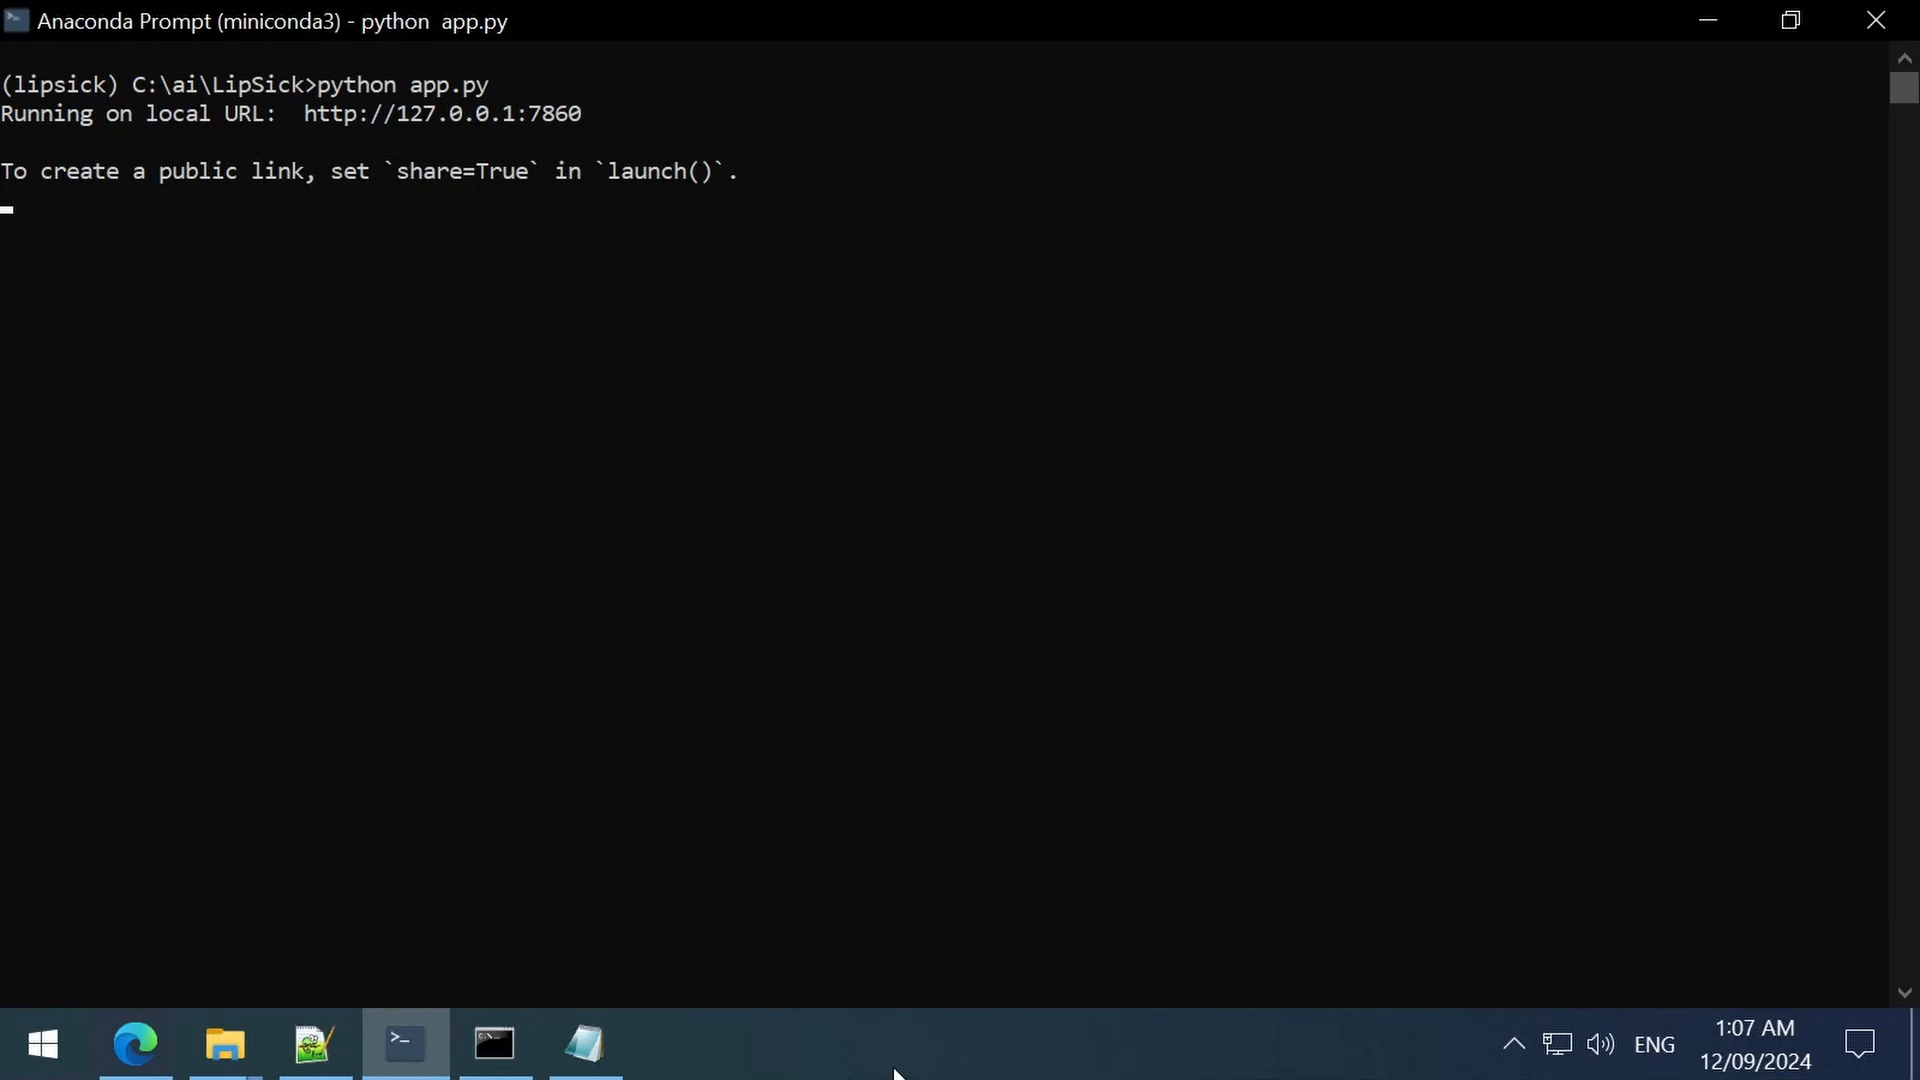 Anaconda Prompt (miniconda3) - python  app.py
(lipsick) C:\ai\LipSick>python app.py
Running on local URL:  http://127.0.0.1:7860
To create a public link, set `share=True` in `launch()`.
ENG
1:07 AM
12/09/2024